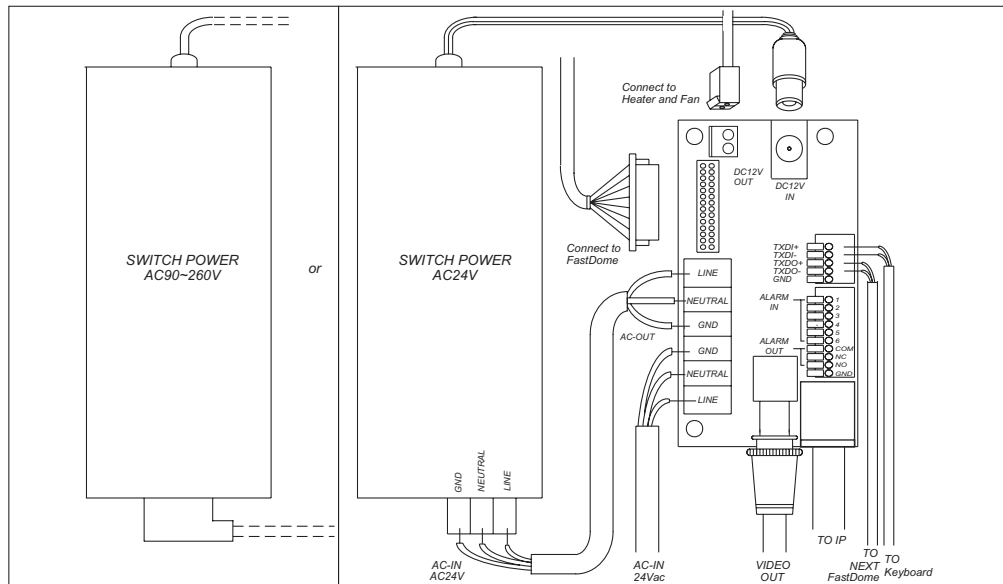 SWITCH POWER
AC90~260V
or
SWITCH POWER
AC24V
GND
NEUTRAL
LINE
AC-IN
AC24V
Connect to
Heater and Fan
Connect to
FastDome
DC12V
OUT
DC12V
IN
TXDI+
TXDI-
TXDO+
TXDO-
GND
LINE
NEUTRAL
GND
AC-OUT
GND
NEUTRAL
LINE
ALARM
IN
1
2
3
4
5
6
ALARM
OUT
COM
NC
NO
GND
AC-IN
24Vac
VIDEO
OUT
TO IP
TO
NEXT
FastDome
TO
Keyboard